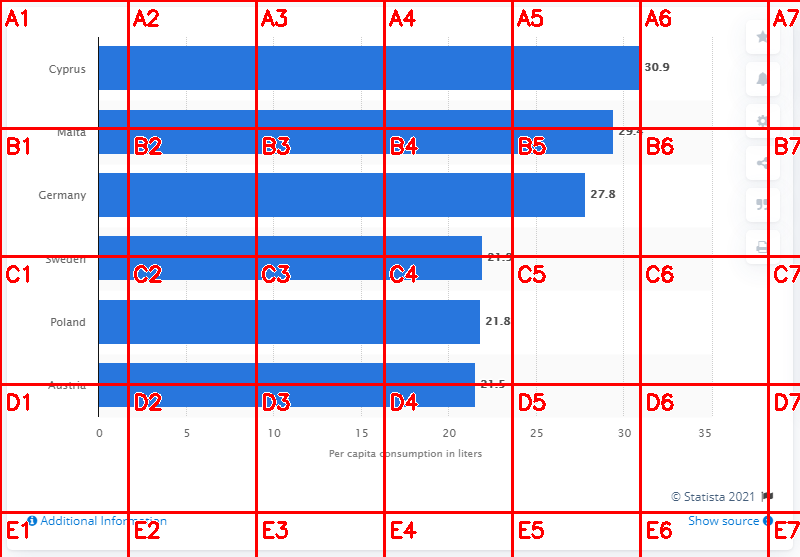 A1 A2 A3 A4 A5 A6 A7
Cyprus 30.9
Malta 29.4
B1 B2 B3 B4 B5 B6 B7
Germany 27.8
Sweden 21.9
C1 C2 C3 C4 C5 C6 C7
Poland 21.8
Austria 21.5
D1 D2 D3 D4 D5 D6 D7
0 5 10 15 20 25 30 35
Per capita consumption in liters
© Statista 2021
Additional Information Show source
E1 E2 E3 E4 E5 E6 E7